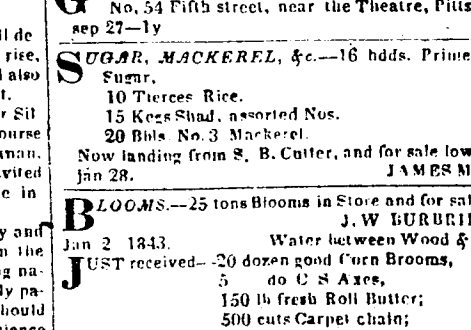 ll de
rise,
l also
t.
r Sil
ourse
unan.
vited
e in
y and
n the
ng na-
ly pa-
hould
G No, 54 Fifth street, near the Theatre, Pitts
sep 27—1y
SUGAR, MACKEREL, &c.—16 hdds. Prime
Sugar,
10 Tierces Rice.
15 Kegs Shad, assorted Nos.
20 Bbls. No. 3 Mackerel.
Now landing from S. B. Cutter, and for sale low
jan 28. JAMES M
BLOOMS.—25 tons Blooms in Store and for sal
J. W BURBRI
Jan 2 1843. Water between Wood &
JUST received—20 dozen good Corn Brooms,
5 do C S Axes,
150 lb fresh Roll Butter;
500 cuts Carpet chain;